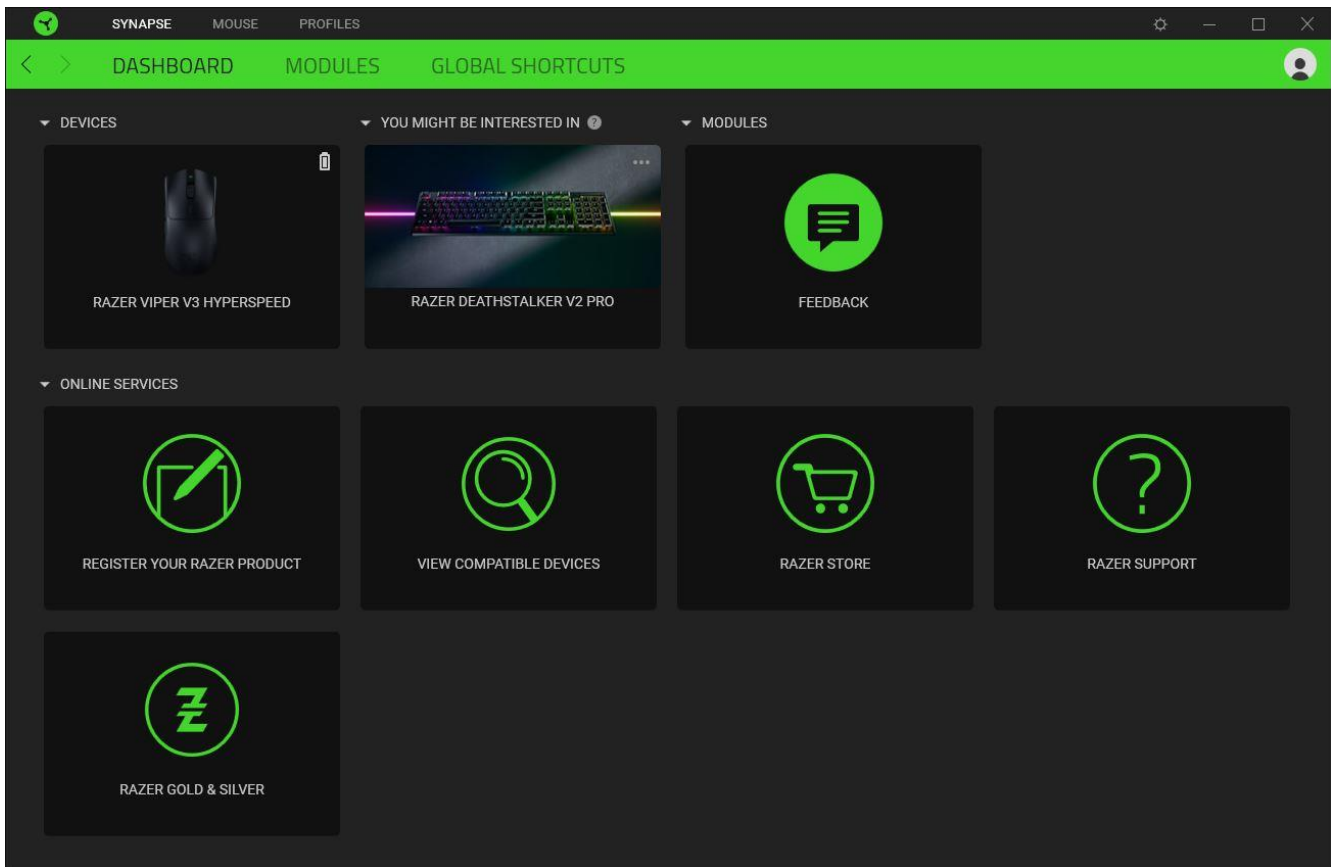 SYNAPSE MOUSE PROFILES
DASHBOARD MODULES GLOBAL SHORTCUTS
DEVICES
YOU MIGHT BE INTERESTED IN ?
MODULES
RAZER VIPER V3 HYPERSPEED
RAZER DEATHSTALKER V2 PRO
FEEDBACK
ONLINE SERVICES
REGISTER YOUR RAZER PRODUCT
VIEW COMPATIBLE DEVICES
RAZER STORE
?
RAZER SUPPORT
RAZER GOLD & SILVER